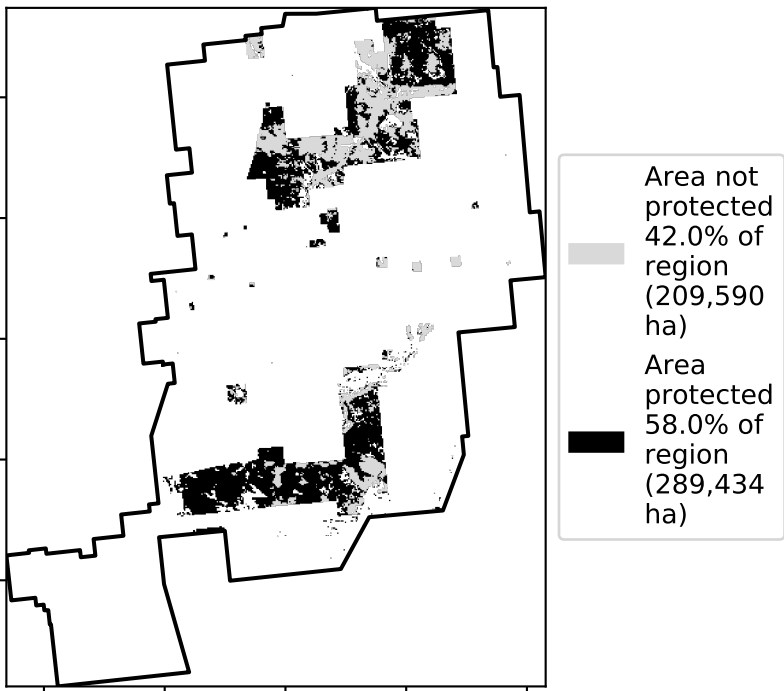 Area not
protected
42.0% of
region
(209,590
ha)
Area
protected
58.0% of
region
(289,434
ha)